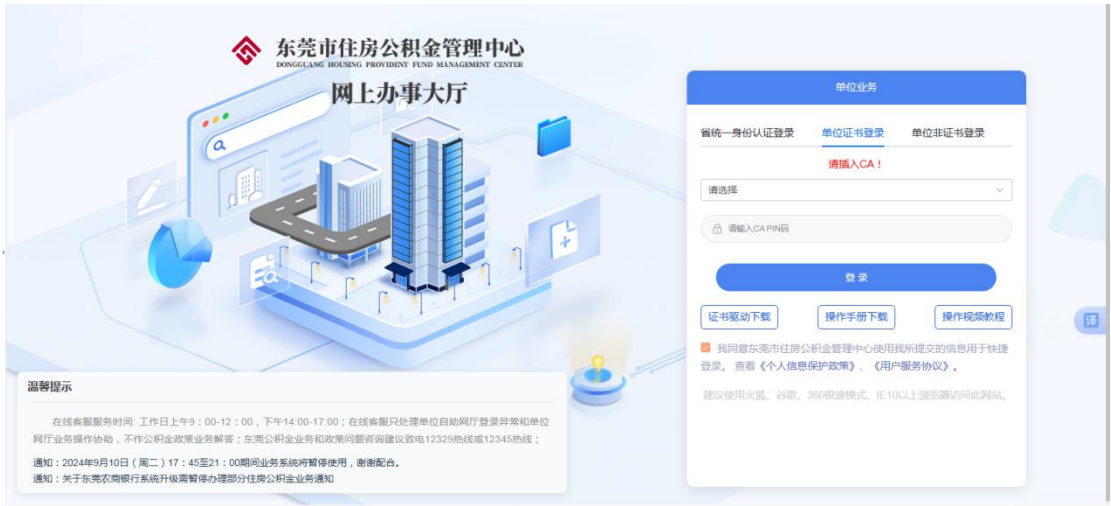 东莞市住房公积金管理中心
DONGGUANG HOUSING PROVIDENT FUND MANAGEMENT CENTER
网上办事大厅
单位业务
省统一身份认证登录 单位证书登录 单位非证书登录
请插入CA！
请选择
请输入CA PIN码
登 录
证书驱动下载 操作手册下载 操作视频教程
我同意东莞市住房公积金管理中心使用我所提交的信息用于快捷
登录。 查看《个人信息保护政策》、《用户服务协议》。
建议使用火狐、谷歌、360极速模式、IE10以上浏览器访问此网站。
译
温馨提示
在线客服服务时间: 工作日上午9：00-12：00，下午14:00-17:00；在线客服只处理单位自助网厅登录异常和单位
网厅业务操作协助，不作公积金政策业务解答；东莞公积金业务和政策问题咨询建议致电12329热线或12345热线；
通知：2024年9月10日（周二）17：45至21：00期间业务系统将暂停使用，谢谢配合。
通知：关于东莞农商银行系统升级需暂停办理部分住房公积金业务通知